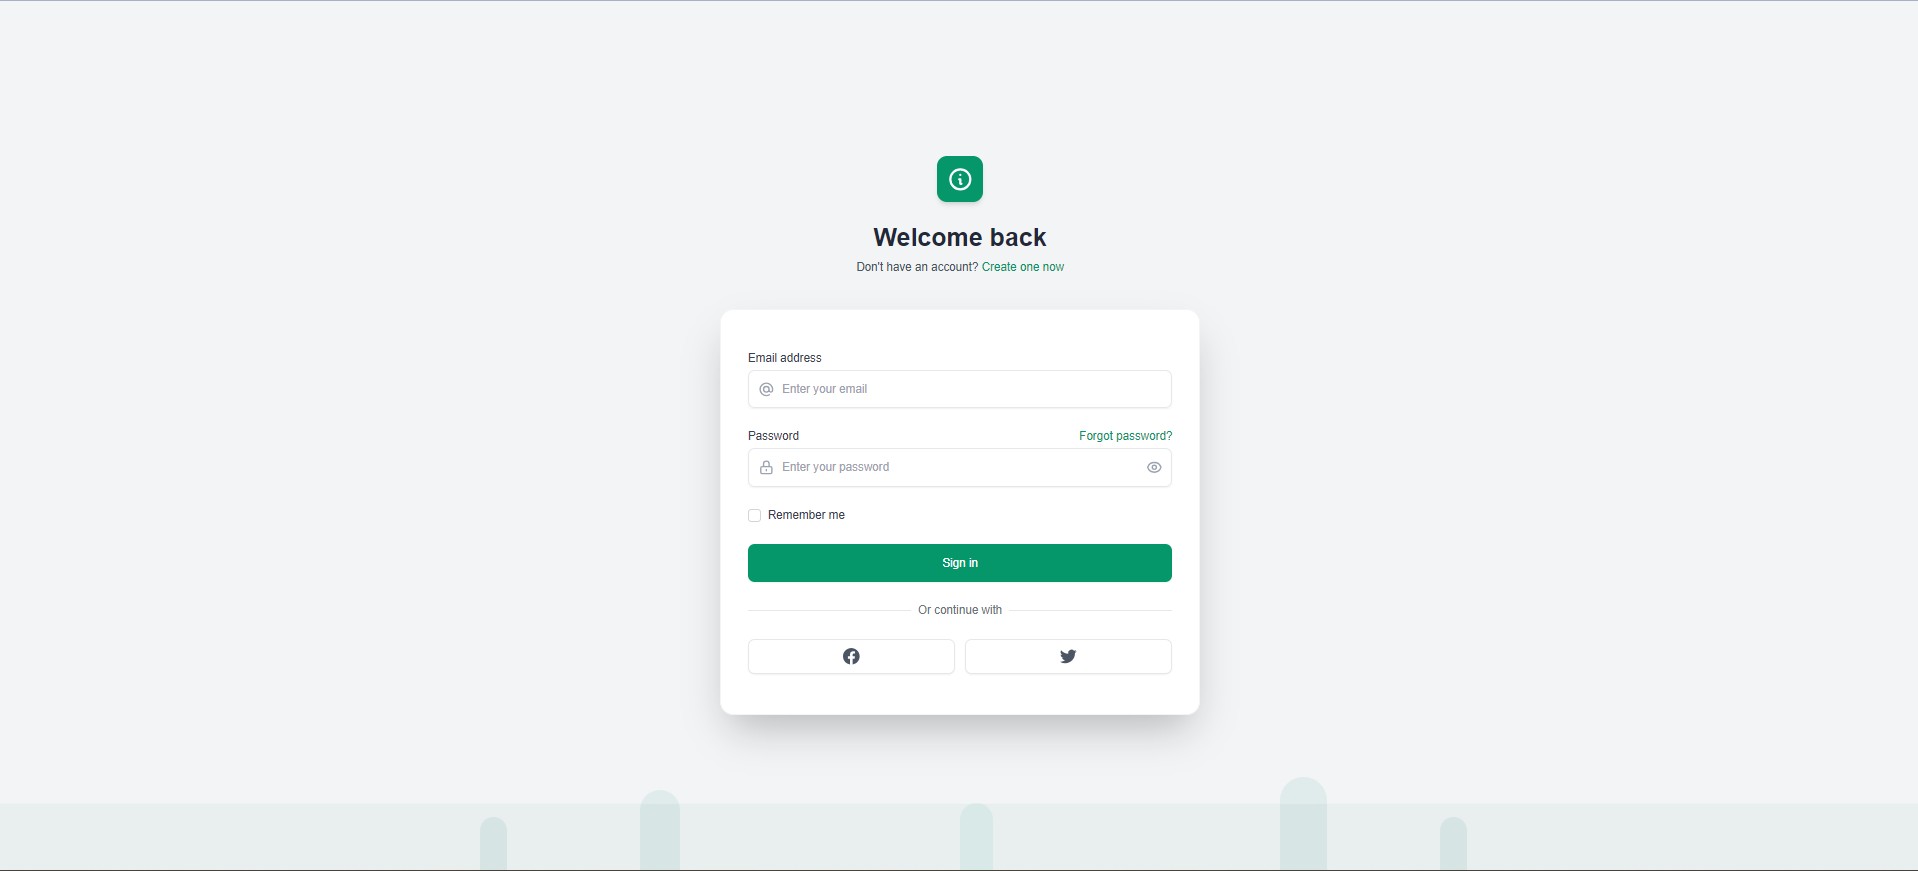 Welcome back
Don't have an account? Create one now
Email address
Enter your email
Password
Forgot password?
Enter your password
Remember me
Sign in
Or continue with